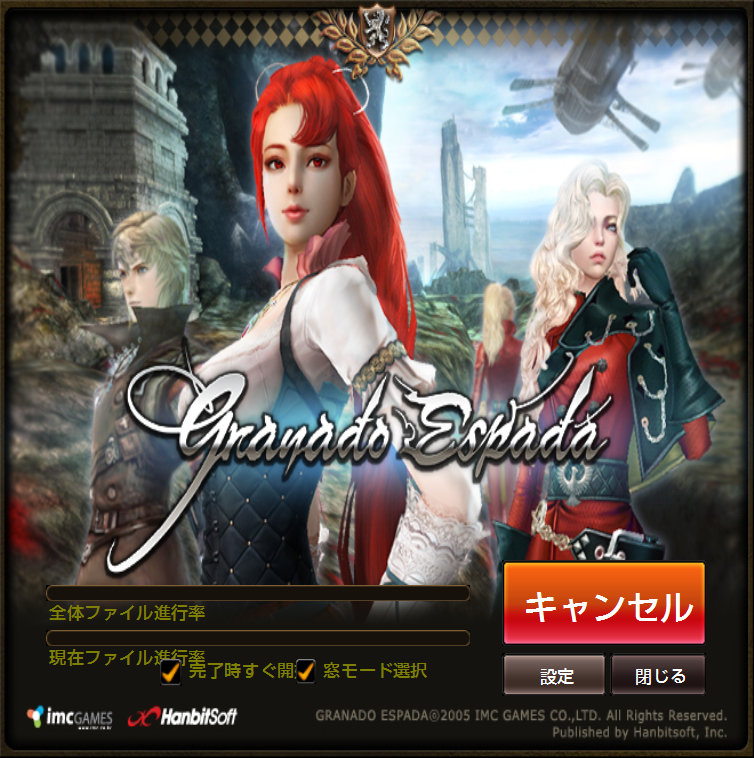 Granado Espada
全体ファイル進行率
現在ファイル進行率
完了時すぐ開
窓モード選択
キャンセル
設定
閉じる
imcGAMES
HanbitSoft
GRANADO ESPADA©2005 IMC GAMES CO.,LTD. All Rights Reserved.
Published by Hanbitsoft, Inc.